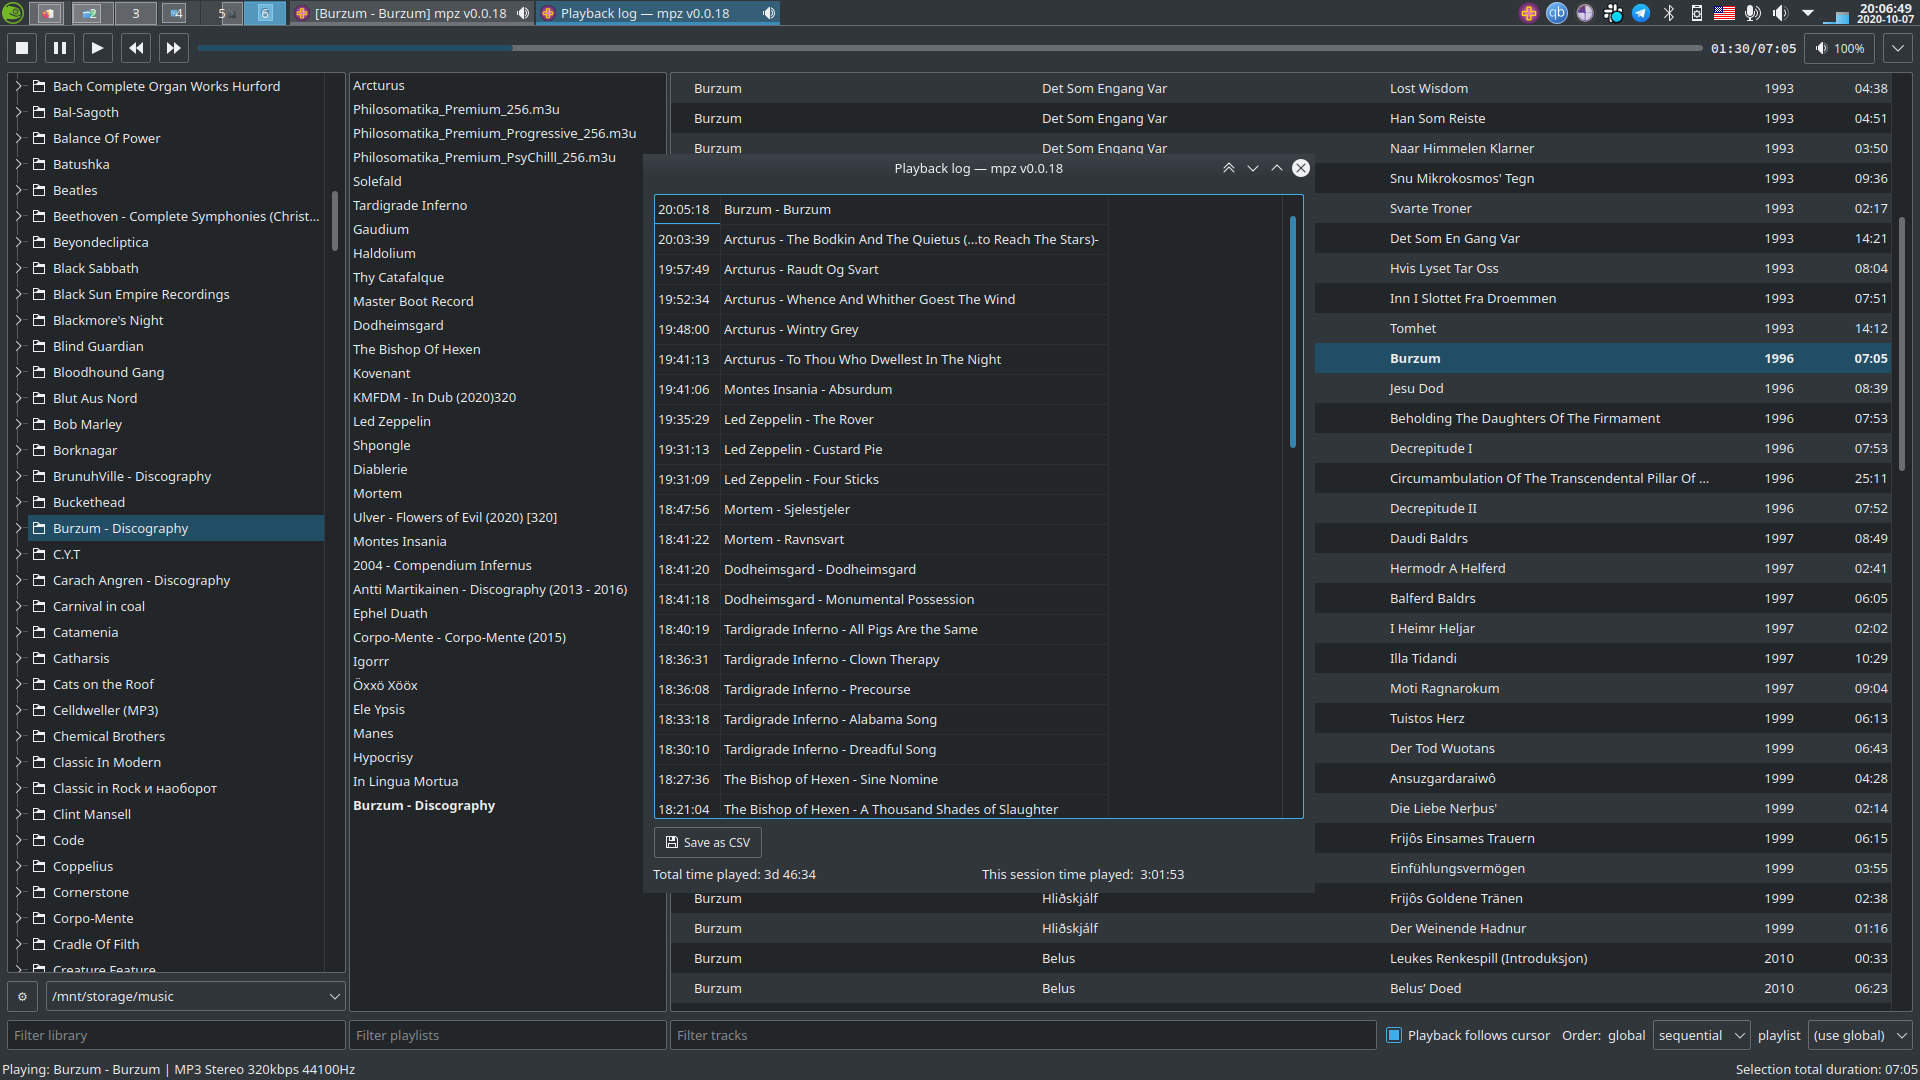 2
3
4
5
6
[Burzum - Burzum] mpz v0.0.18
Playback log — mpz v0.0.18
20:06:49
2020-10-07
01:30/07:05
100%
Bach Complete Organ Works Hurford
Bal-Sagoth
Balance Of Power
Batushka
Beatles
Beethoven - Complete Symphonies (Christ...
Beyondecliptica
Black Sabbath
Black Sun Empire Recordings
Blackmore's Night
Blind Guardian
Bloodhound Gang
Blut Aus Nord
Bob Marley
Borknagar
BrunuhVille - Discography
Buckethead
Burzum - Discography
C.Y.T
Carach Angren - Discography
Carnival in coal
Catamenia
Catharsis
Cats on the Roof
Celldweller (MP3)
Chemical Brothers
Classic In Modern
Classic in Rock и наоборот
Clint Mansell
Code
Coppelius
Cornerstone
Corpo-Mente
Cradle Of Filth
Creature Feature
/mnt/storage/music
Filter library
Arcturus
Philosomatika_Premium_256.m3u
Philosomatika_Premium_Progressive_256.m3u
Philosomatika_Premium_PsyChilll_256.m3u
Solefald
Tardigrade Inferno
Gaudium
Haldolium
Thy Catafalque
Master Boot Record
Dodheimsgard
The Bishop Of Hexen
Kovenant
KMFDM - In Dub (2020)320
Led Zeppelin
Shpongle
Diablerie
Mortem
Ulver - Flowers of Evil (2020) [320]
Montes Insania
2004 - Compendium Infernus
Antti Martikainen - Discography (2013 - 2016)
Ephel Duath
Corpo-Mente - Corpo-Mente (2015)
Igorrr
Öxxö Xööx
Ele Ypsis
Manes
Hypocrisy
In Lingua Mortua
Burzum - Discography
Filter playlists
Burzum Det Som Engang Var Lost Wisdom 1993 04:38
Burzum Det Som Engang Var Han Som Reiste 1993 04:51
Burzum Det Som Engang Var Naar Himmelen Klarner 1993 03:50
Snu Mikrokosmos' Tegn 1993 09:36
Svarte Troner 1993 02:17
Det Som En Gang Var 1993 14:21
Hvis Lyset Tar Oss 1993 08:04
Inn I Slottet Fra Droemmen 1993 07:51
Tomhet 1993 14:12
Burzum 1996 07:05
Jesu Dod 1996 08:39
Beholding The Daughters Of The Firmament 1996 07:53
Decrepitude I 1996 07:53
Circumambulation Of The Transcendental Pillar Of ... 1996 25:11
Decrepitude II 1996 07:52
Daudi Baldrs 1997 08:49
Hermodr A Helferd 1997 02:41
Balferd Baldrs 1997 06:05
I Heimr Heljar 1997 02:02
Illa Tidandi 1997 10:29
Moti Ragnarokum 1997 09:04
Tuistos Herz 1999 06:13
Der Tod Wuotans 1999 06:43
Ansuzgardaraiwô 1999 04:28
Die Liebe Nerþus' 1999 02:14
Frijôs Einsames Trauern 1999 06:15
Einfühlungsvermögen 1999 03:55
Burzum Hliðskjálf Frijôs Goldene Tränen 1999 02:38
Burzum Hliðskjálf Der Weinende Hadnur 1999 01:16
Burzum Belus Leukes Renkespill (Introduksjon) 2010 00:33
Burzum Belus Belus’ Doed 2010 06:23
Playback log — mpz v0.0.18
20:05:18 Burzum - Burzum
20:03:39 Arcturus - The Bodkin And The Quietus (...to Reach The Stars)-
19:57:49 Arcturus - Raudt Og Svart
19:52:34 Arcturus - Whence And Whither Goest The Wind
19:48:00 Arcturus - Wintry Grey
19:41:13 Arcturus - To Thou Who Dwellest In The Night
19:41:06 Montes Insania - Absurdum
19:35:29 Led Zeppelin - The Rover
19:31:13 Led Zeppelin - Custard Pie
19:31:09 Led Zeppelin - Four Sticks
18:47:56 Mortem - Sjelestjeler
18:41:22 Mortem - Ravnsvart
18:41:20 Dodheimsgard - Dodheimsgard
18:41:18 Dodheimsgard - Monumental Possession
18:40:19 Tardigrade Inferno - All Pigs Are the Same
18:36:31 Tardigrade Inferno - Clown Therapy
18:36:08 Tardigrade Inferno - Precourse
18:33:18 Tardigrade Inferno - Alabama Song
18:30:10 Tardigrade Inferno - Dreadful Song
18:27:36 The Bishop of Hexen - Sine Nomine
18:21:04 The Bishop of Hexen - A Thousand Shades of Slaughter
Save as CSV
Total time played: 3d 46:34 This session time played: 3:01:53
Filter tracks
Playback follows cursor Order: global sequential playlist (use global)
Playing: Burzum - Burzum | MP3 Stereo 320kbps 44100Hz
Selection total duration: 07:05